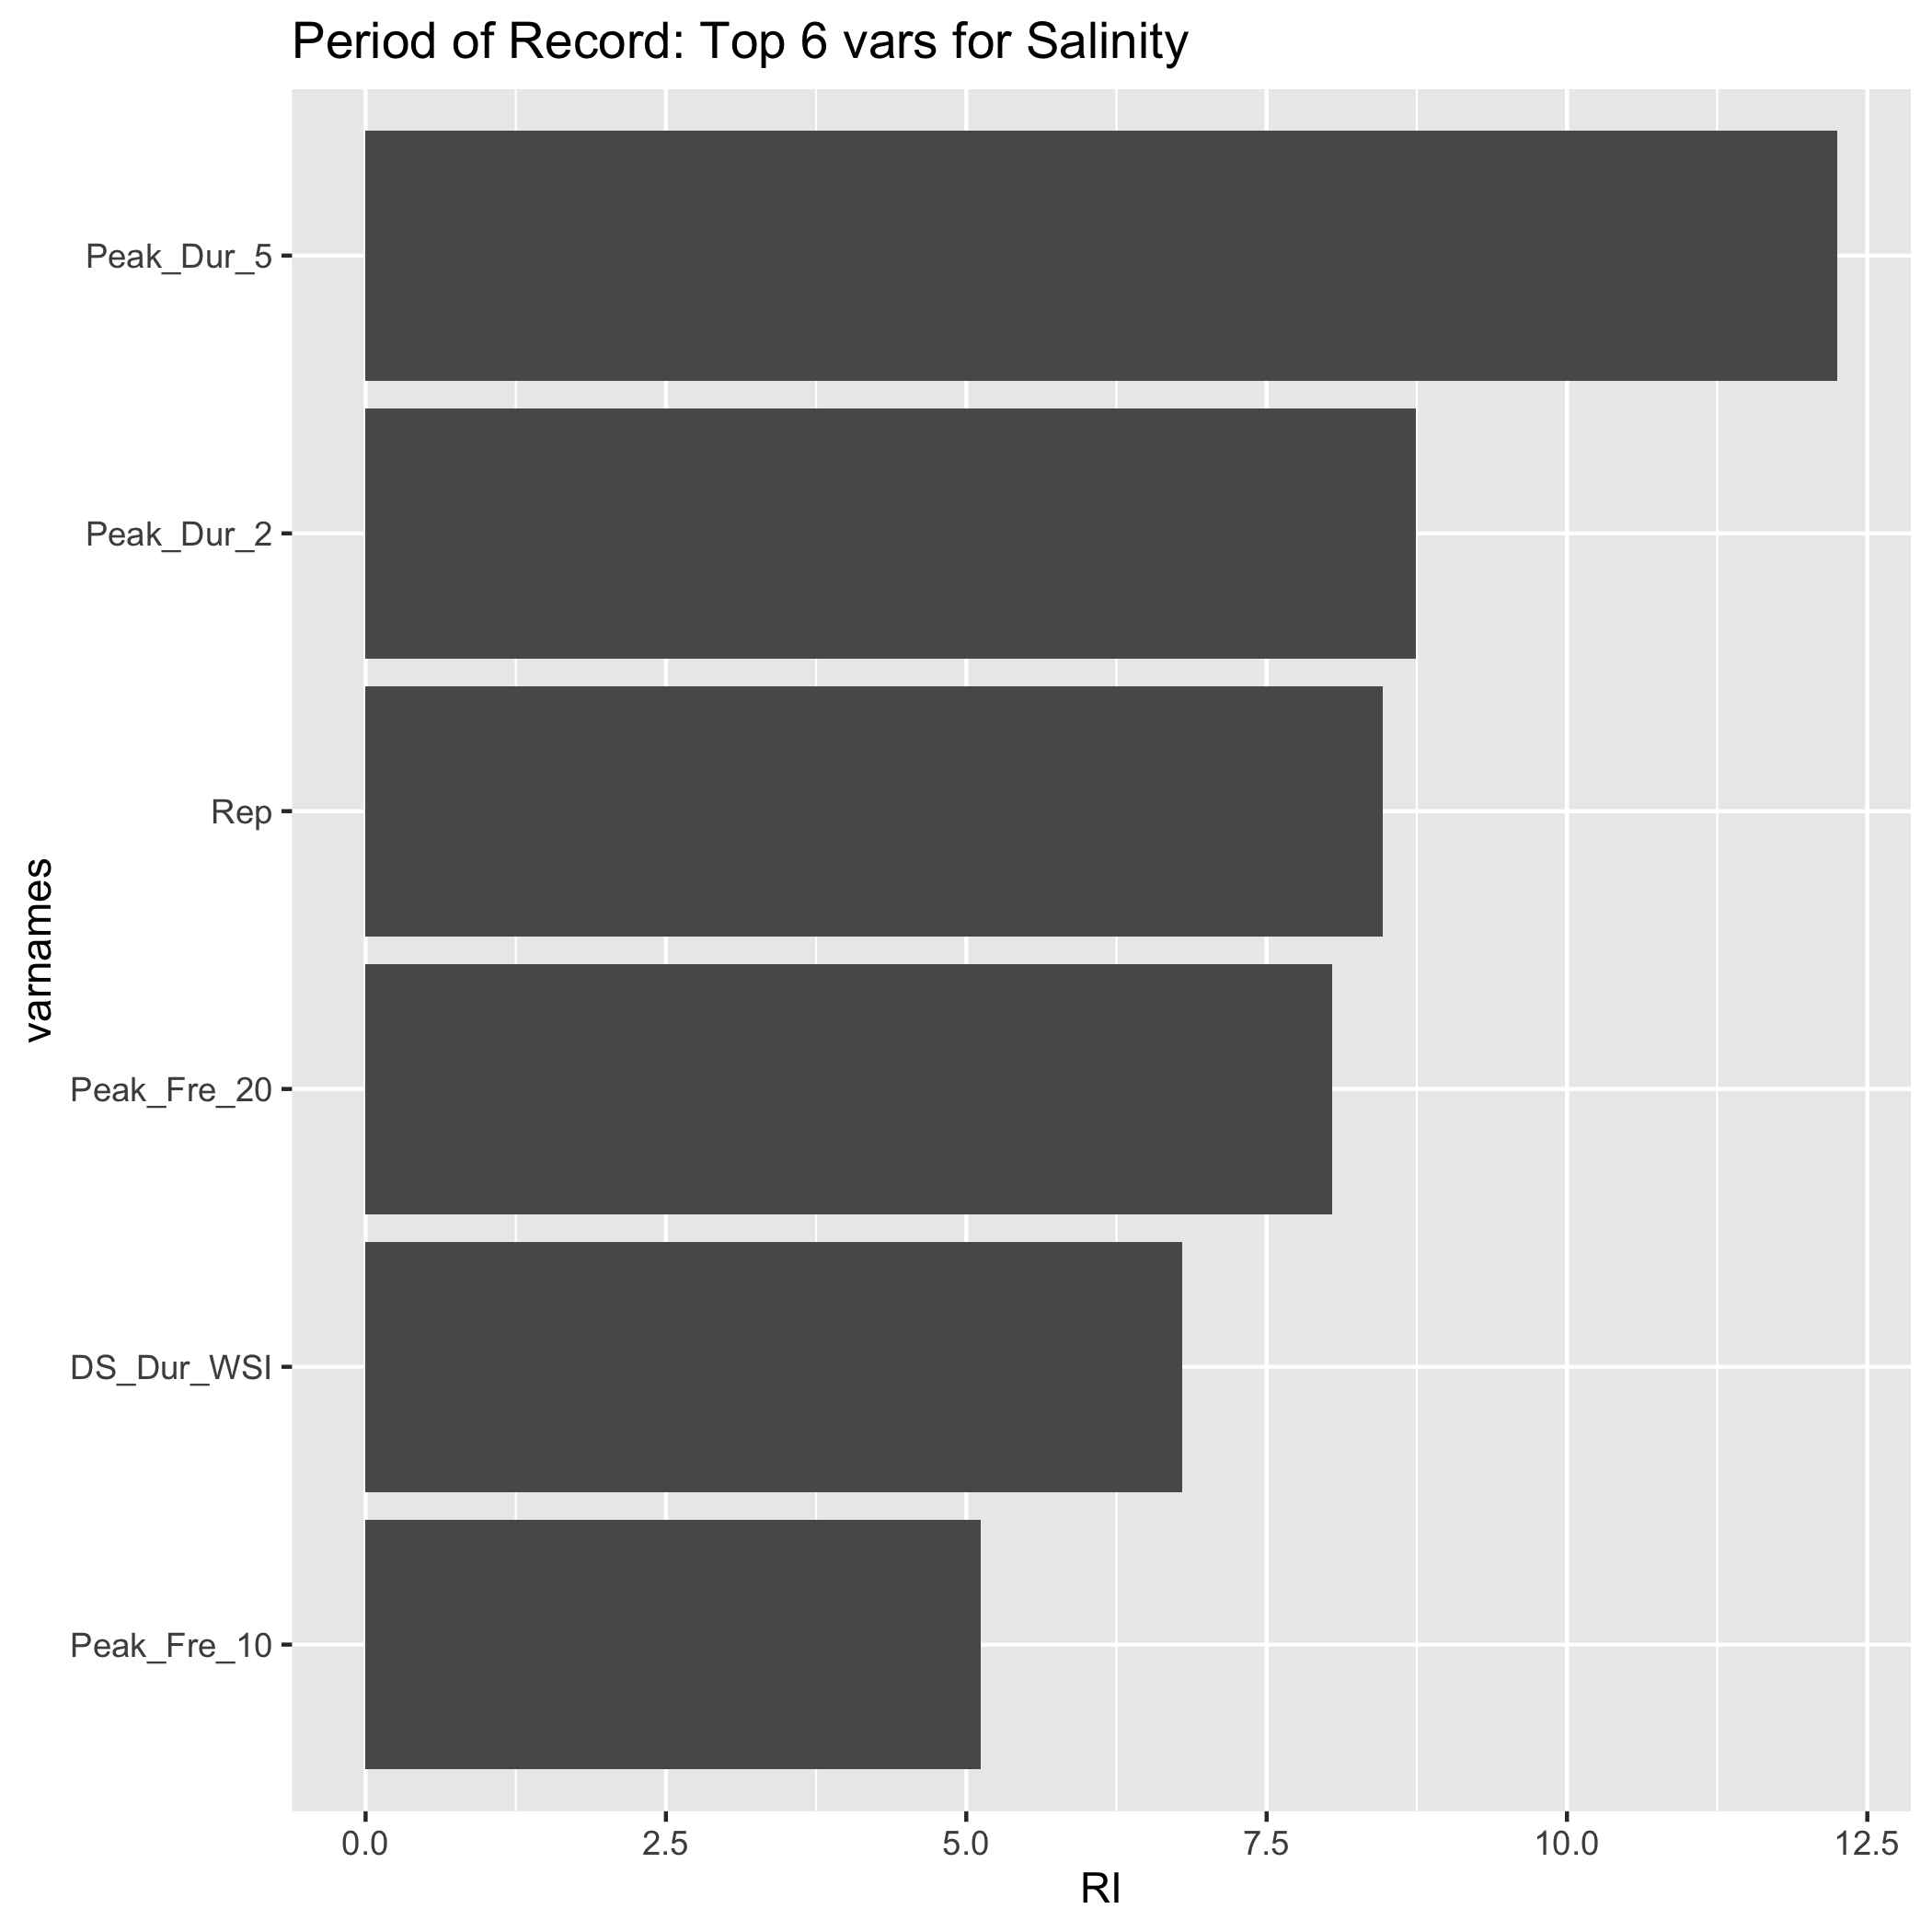 Period of Record: Top 6 vars for Salinity
varnames
Peak_Dur_5
Peak_Dur_2
Rep
Peak_Fre_20
DS_Dur_WSI
Peak_Fre_10
0.0 2.5 5.0 7.5 10.0 12.5
RI